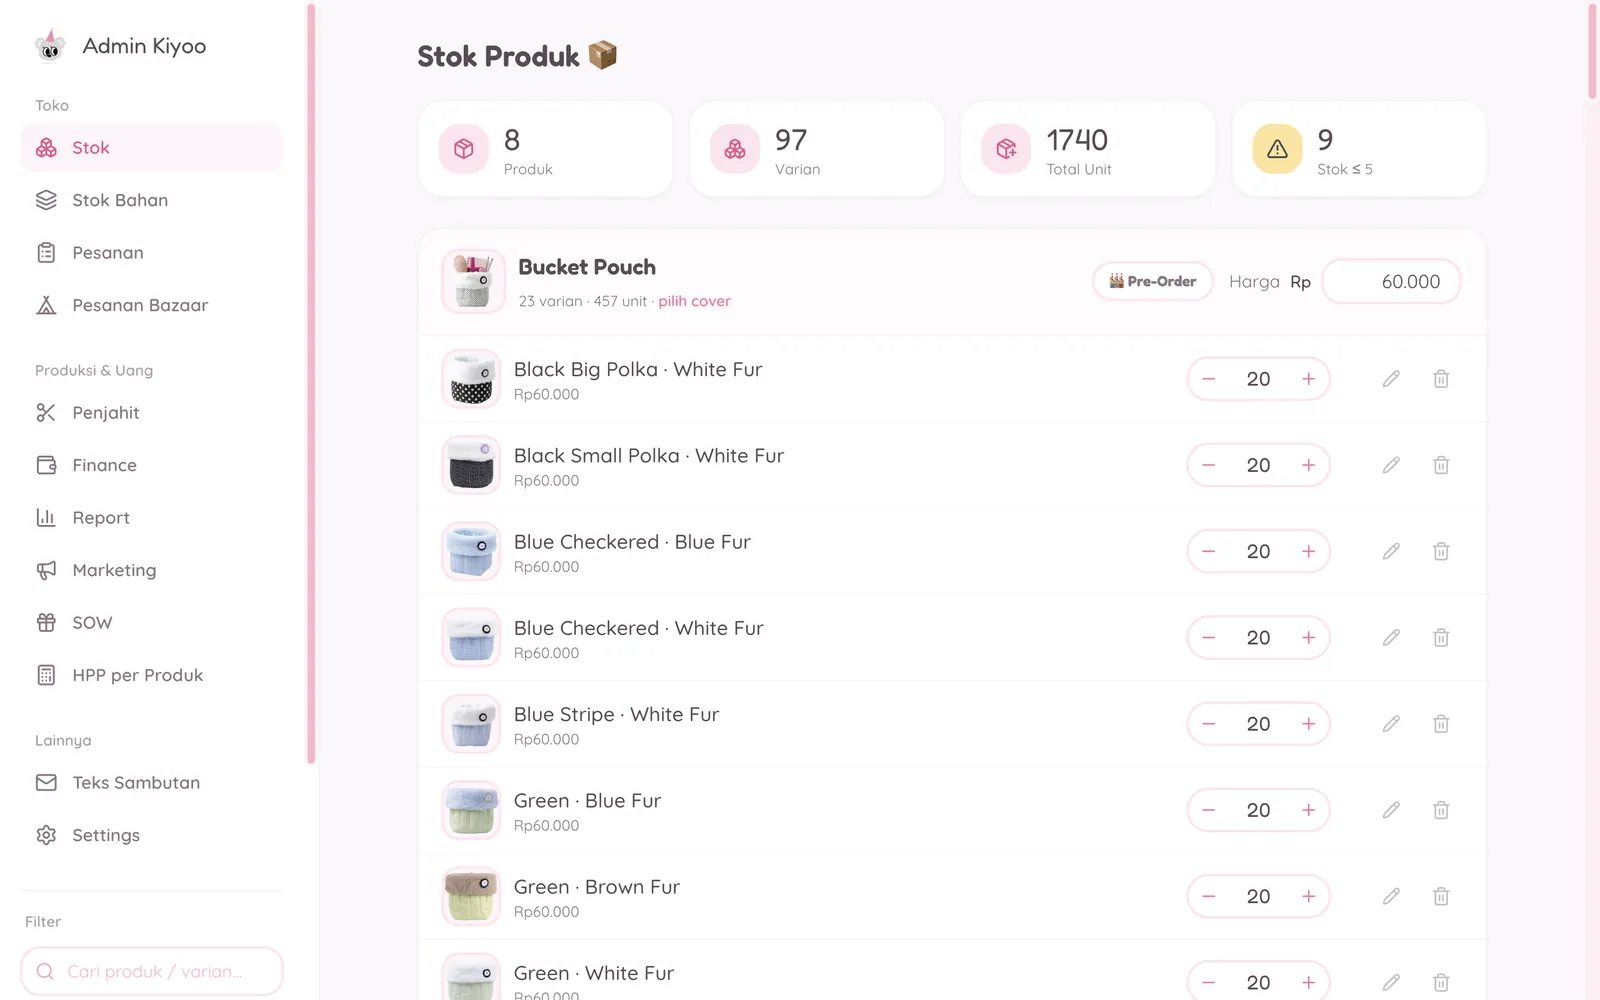 Admin Kiyoo
Toko
Stok
Stok Bahan
Pesanan
Pesanan Bazaar
Produksi & Uang
Penjahit
Finance
Report
Marketing
SOW
HPP per Produk
Lainnya
Teks Sambutan
Settings
Filter
Cari produk / varian...
Stok Produk
8
Produk
97
Varian
1740
Total Unit
9
Stok ≤ 5
Bucket Pouch
23 varian · 457 unit · pilih cover
Pre-Order
Harga Rp 60.000
Black Big Polka · White Fur
Rp60.000
20
Black Small Polka · White Fur
Rp60.000
20
Blue Checkered · Blue Fur
Rp60.000
20
Blue Checkered · White Fur
Rp60.000
20
Blue Stripe · White Fur
Rp60.000
20
Green · Blue Fur
Rp60.000
20
Green · Brown Fur
Rp60.000
20
Green · White Fur
Rp60.000
20